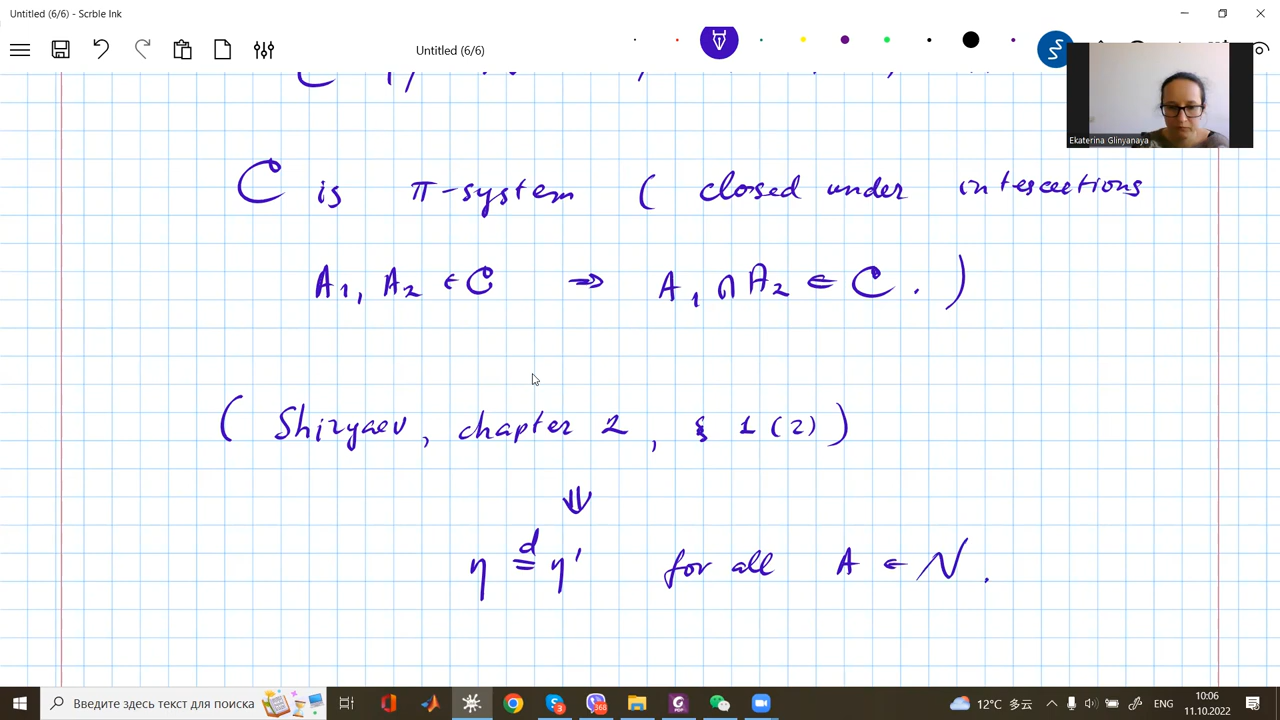 Untitled (6/6) - Scrble Ink
Untitled (6/6)
Ekaterina Glinyanaya
C is π-system ( closed under intersections
A1, A2 ∈ C ⇒ A1 ∩ A2 ∈ C . )
( Shiryaev, chapter 2, § 1 (2) )
⇓
η d= η' for all A ∈ N .
Введите здесь текст для поиска
12°C 多云
ENG
10:06
11.10.2022